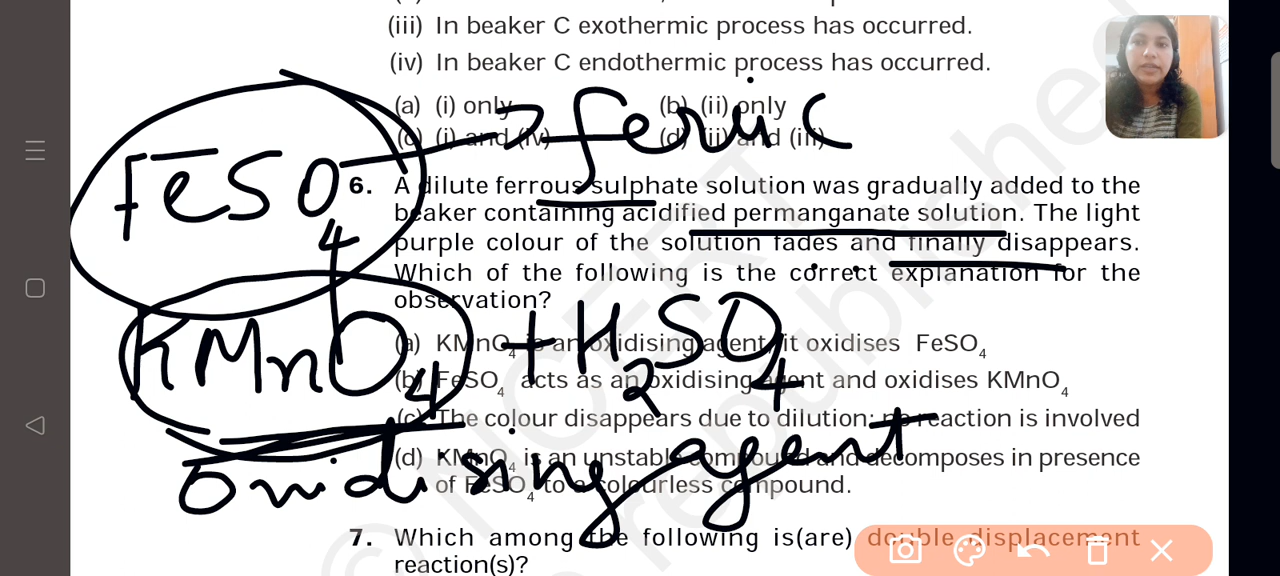 (iii) In beaker C exothermic process has occurred.
(iv) In beaker C endothermic process has occurred.
(a) (i) only (b) (ii) only
(c) (i) and (iv) (d) (ii) and (iii)
ferric
FeSO4
6. A dilute ferrous sulphate solution was gradually added to the
beaker containing acidified permanganate solution. The light
purple colour of the solution fades and finally disappears.
Which of the following is the correct explanation for the
observation?
KMnO4 + H2SO4
(a) KMnO4 is an oxidising agent, it oxidises FeSO4
(b) FeSO4 acts as an oxidising agent and oxidises KMnO4
(c) The colour disappears due to dilution; no reaction is involved
(d) KMnO4 is an unstable compound and decomposes in presence
of FeSO4 to a colourless compound.
oxidising agent
7. Which among the following is(are) double displacement
reaction(s)?